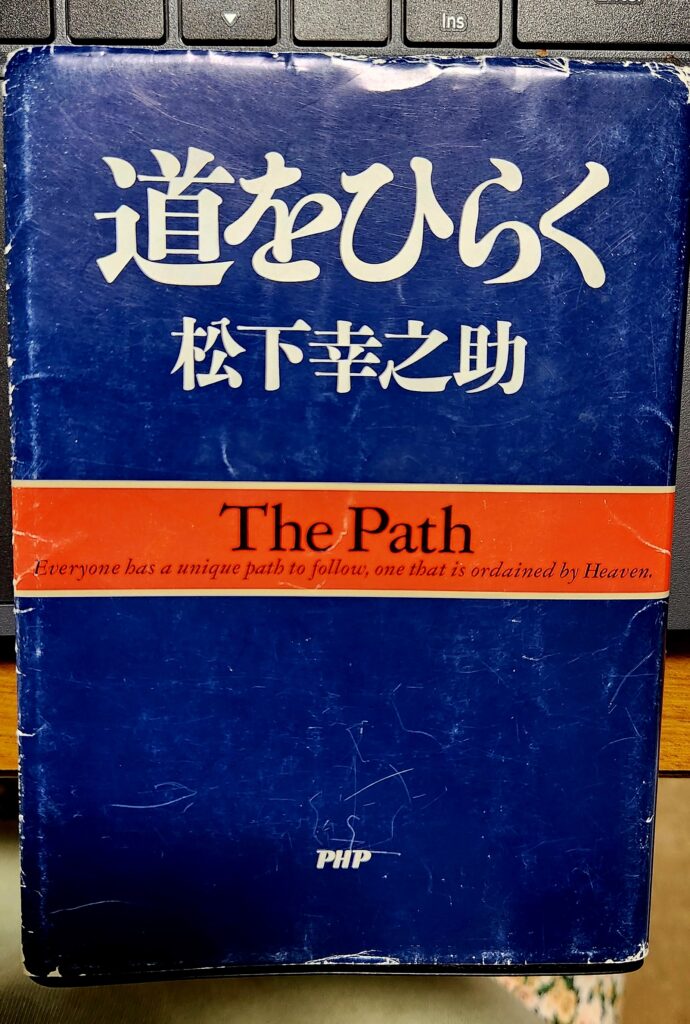 Ins
道をひらく
松下幸之助
The Path
Everyone has a unique path to follow, one that is ordained by Heaven.
PHP